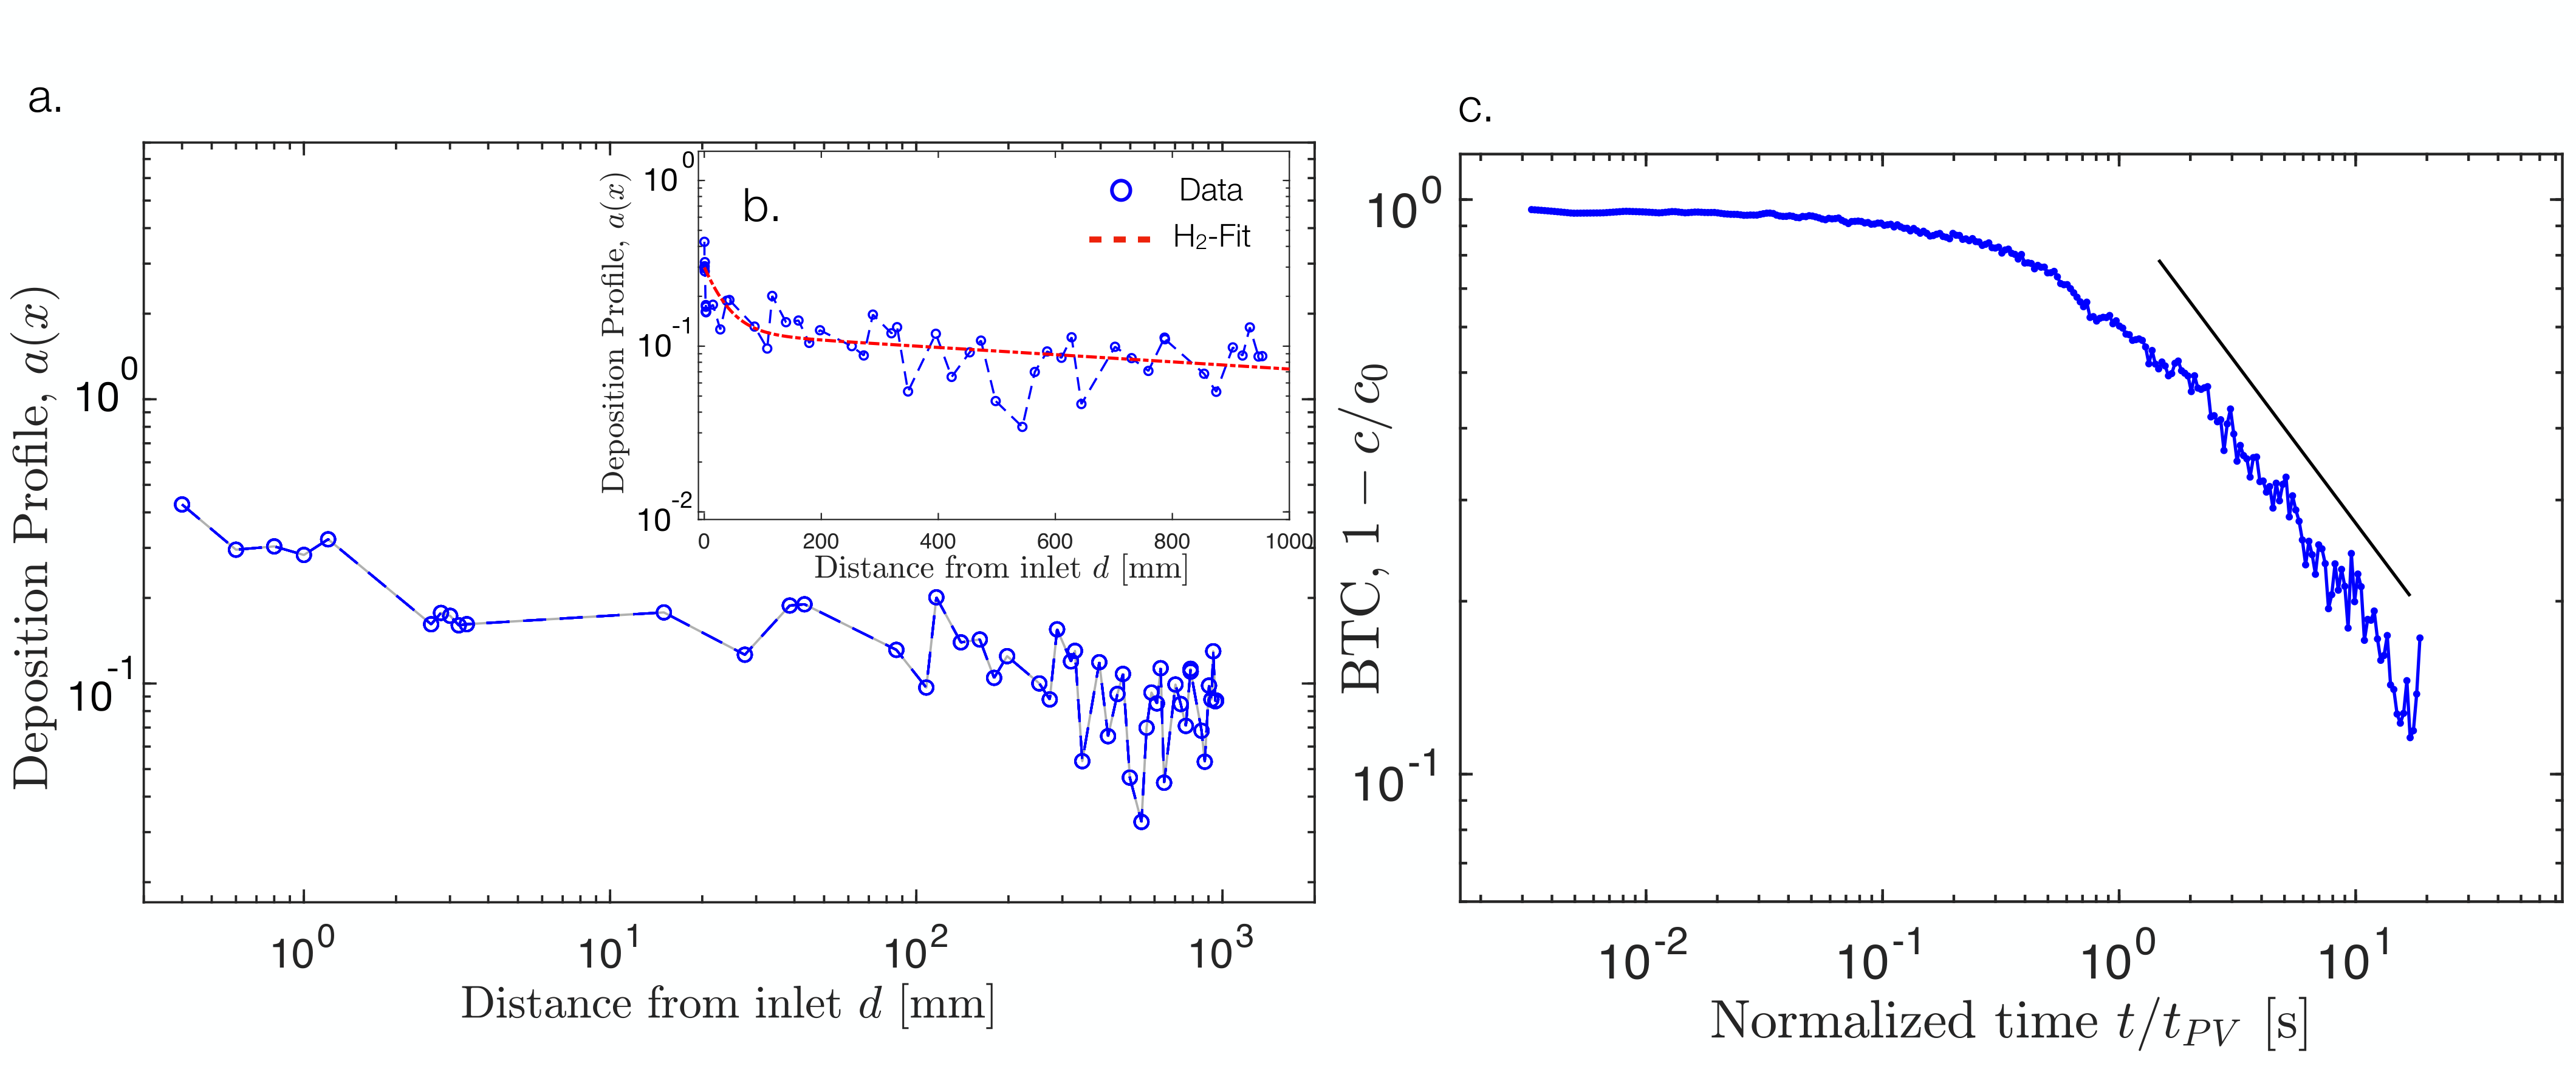 a.
Deposition Profile, a(x)
10^0
10^-1
10^0
10^1
10^2
10^3
Distance from inlet d [mm]
b.
Deposition Profile, a(x)
10^0
10^-1
10^-2
0
200
400
600
800
1000
Distance from inlet d [mm]
Data
H₂-Fit
c.
BTC, 1 − c/c₀
10^0
10^-1
10^-2
10^-1
10^0
10^1
Normalized time t/t_PV [s]